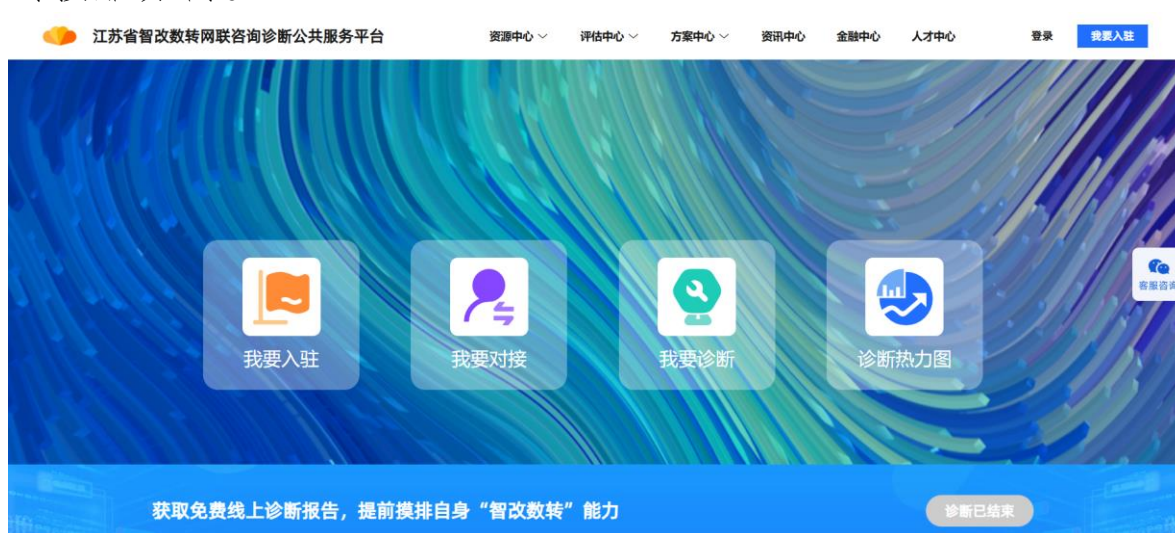 江苏省智改数转网联咨询诊断公共服务平台 资源中心 评估中心 方案中心 资讯中心 金融中心 人才中心 登录 我要入驻
客服咨询
我要入驻 我要对接 我要诊断 诊断热力图
获取免费线上诊断报告，提前摸排自身“智改数转”能力 诊断已结束